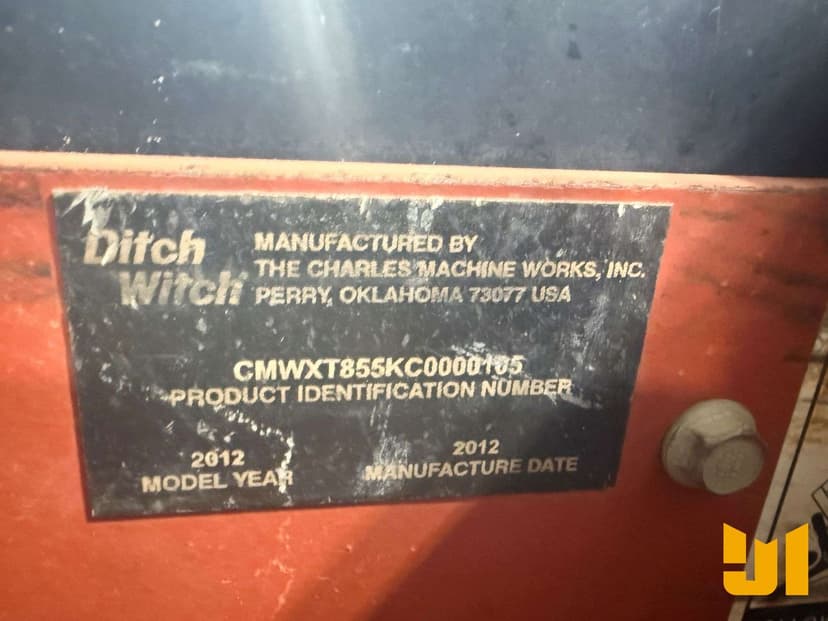 Ditch Witch
MANUFACTURED BY
THE CHARLES MACHINE WORKS, INC.
PERRY, OKLAHOMA 73077 USA
CMWXT855KC0000105
PRODUCT IDENTIFICATION NUMBER
2012
MODEL YEAR
2012
MANUFACTURE DATE